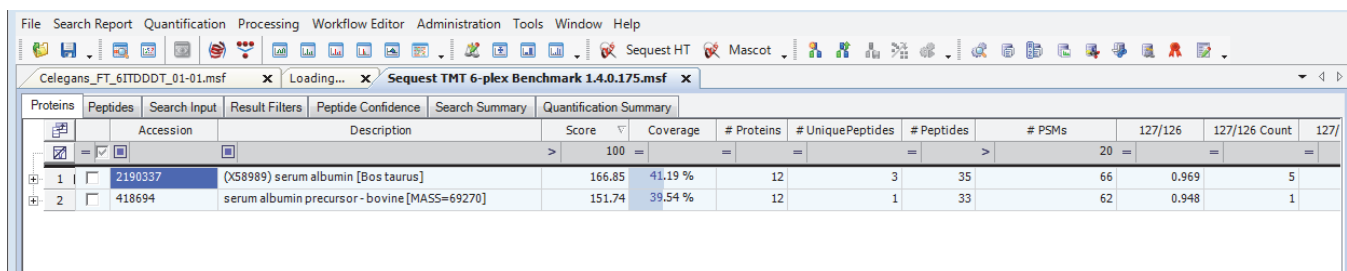 File Search Report Quantification Processing Workflow Editor Administration Tools Window Help
Sequest HT Mascot
Celegans_FT_6ITDDDT_01-01.msf x Loading... x Sequest TMT 6-plex Benchmark 1.4.0.175.msf x
Proteins Peptides Search Input Result Filters Peptide Confidence Search Summary Quantification Summary
Accession Description Score Coverage # Proteins # Unique Peptides # Peptides # PSMs 127/126 127/126 Count 127/
= > 100 = = = = > 20 = = =
1 2190337 (X58989) serum albumin [Bos taurus] 166.85 41.19 % 12 3 35 66 0.969 5
2 418694 serum albumin precursor - bovine [MASS=69270] 151.74 39.54 % 12 1 33 62 0.948 1